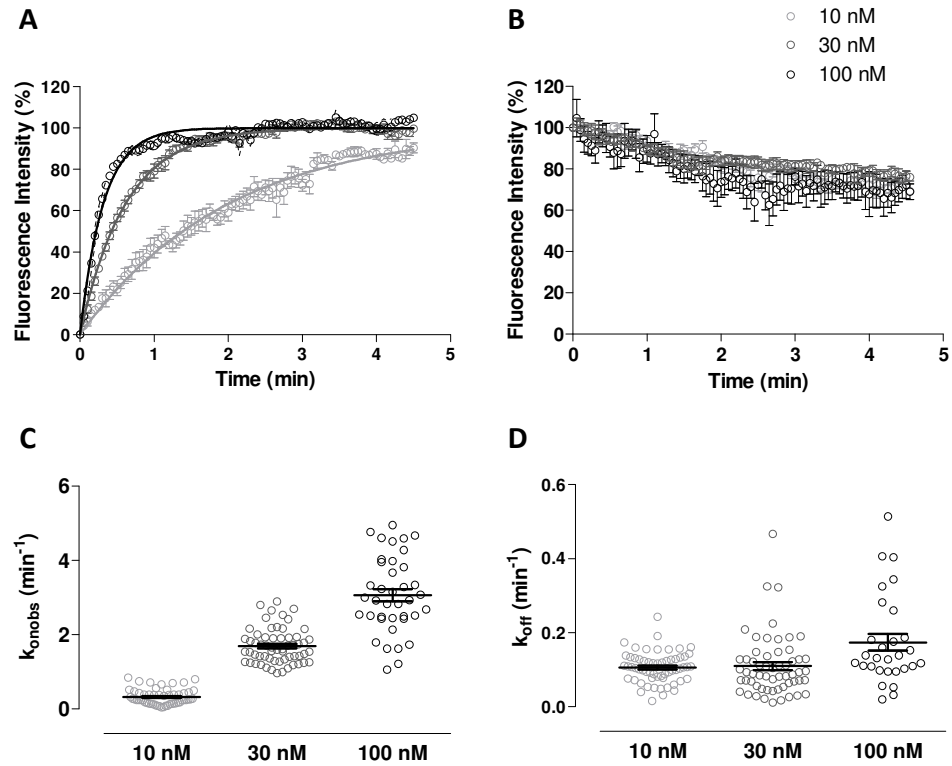 A
B
10 nM
30 nM
100 nM
Fluorescence Intensity (%)
120
100
80
60
40
20
0
0 1 2 3 4 5
Time (min)
Fluorescence Intensity (%)
120
100
80
60
40
20
0
0 1 2 3 4 5
Time (min)
C
k_onobs (min⁻¹)
6
4
2
0
10 nM 30 nM 100 nM
D
k_off (min⁻¹)
0.6
0.4
0.2
0.0
10 nM 30 nM 100 nM